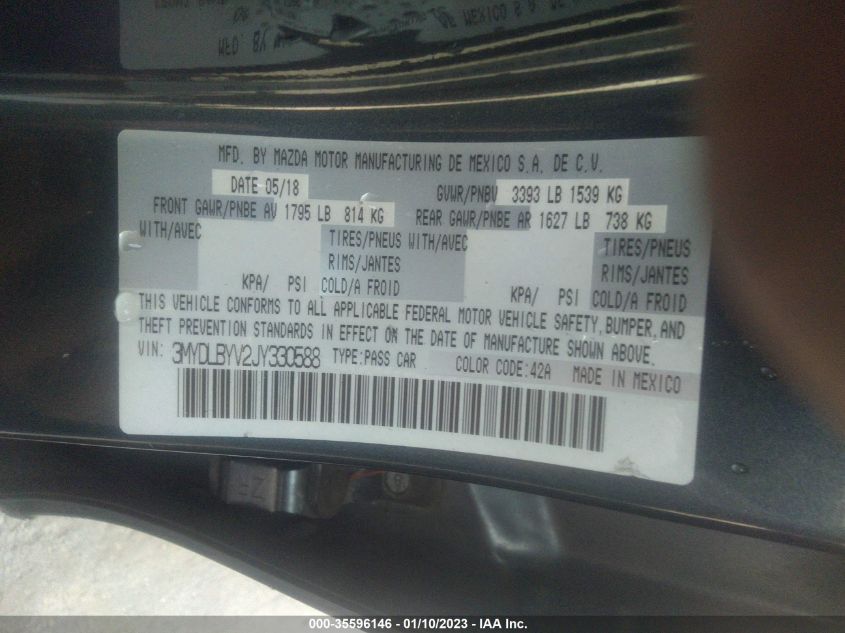 MFD. BY MAZDA MOTOR MANUFACTURING DE MEXICO S.A. DE C.V.
DATE 05/18 GVWR/PNBV 3393 LB 1539 KG
FRONT GAWR/PNBE AV 1795 LB 814 KG REAR GAWR/PNBE AR 1627 LB 738 KG
WITH/AVEC TIRES/PNEUS WITH/AVEC TIRES/PNEUS
RIMS/JANTES RIMS/JANTES
KPA/ PSI COLD/A FROID KPA/ PSI COLD/A FROID
THIS VEHICLE CONFORMS TO ALL APPLICABLE FEDERAL MOTOR VEHICLE SAFETY, BUMPER, AND
THEFT PREVENTION STANDARDS IN EFFECT ON THE DATE OF MANUFACTURE SHOWN ABOVE.
VIN: 3MYDLBYV2JY330588 TYPE:PASS CAR COLOR CODE:42A MADE IN MEXICO
000-35596146 - 01/10/2023 - IAA Inc.